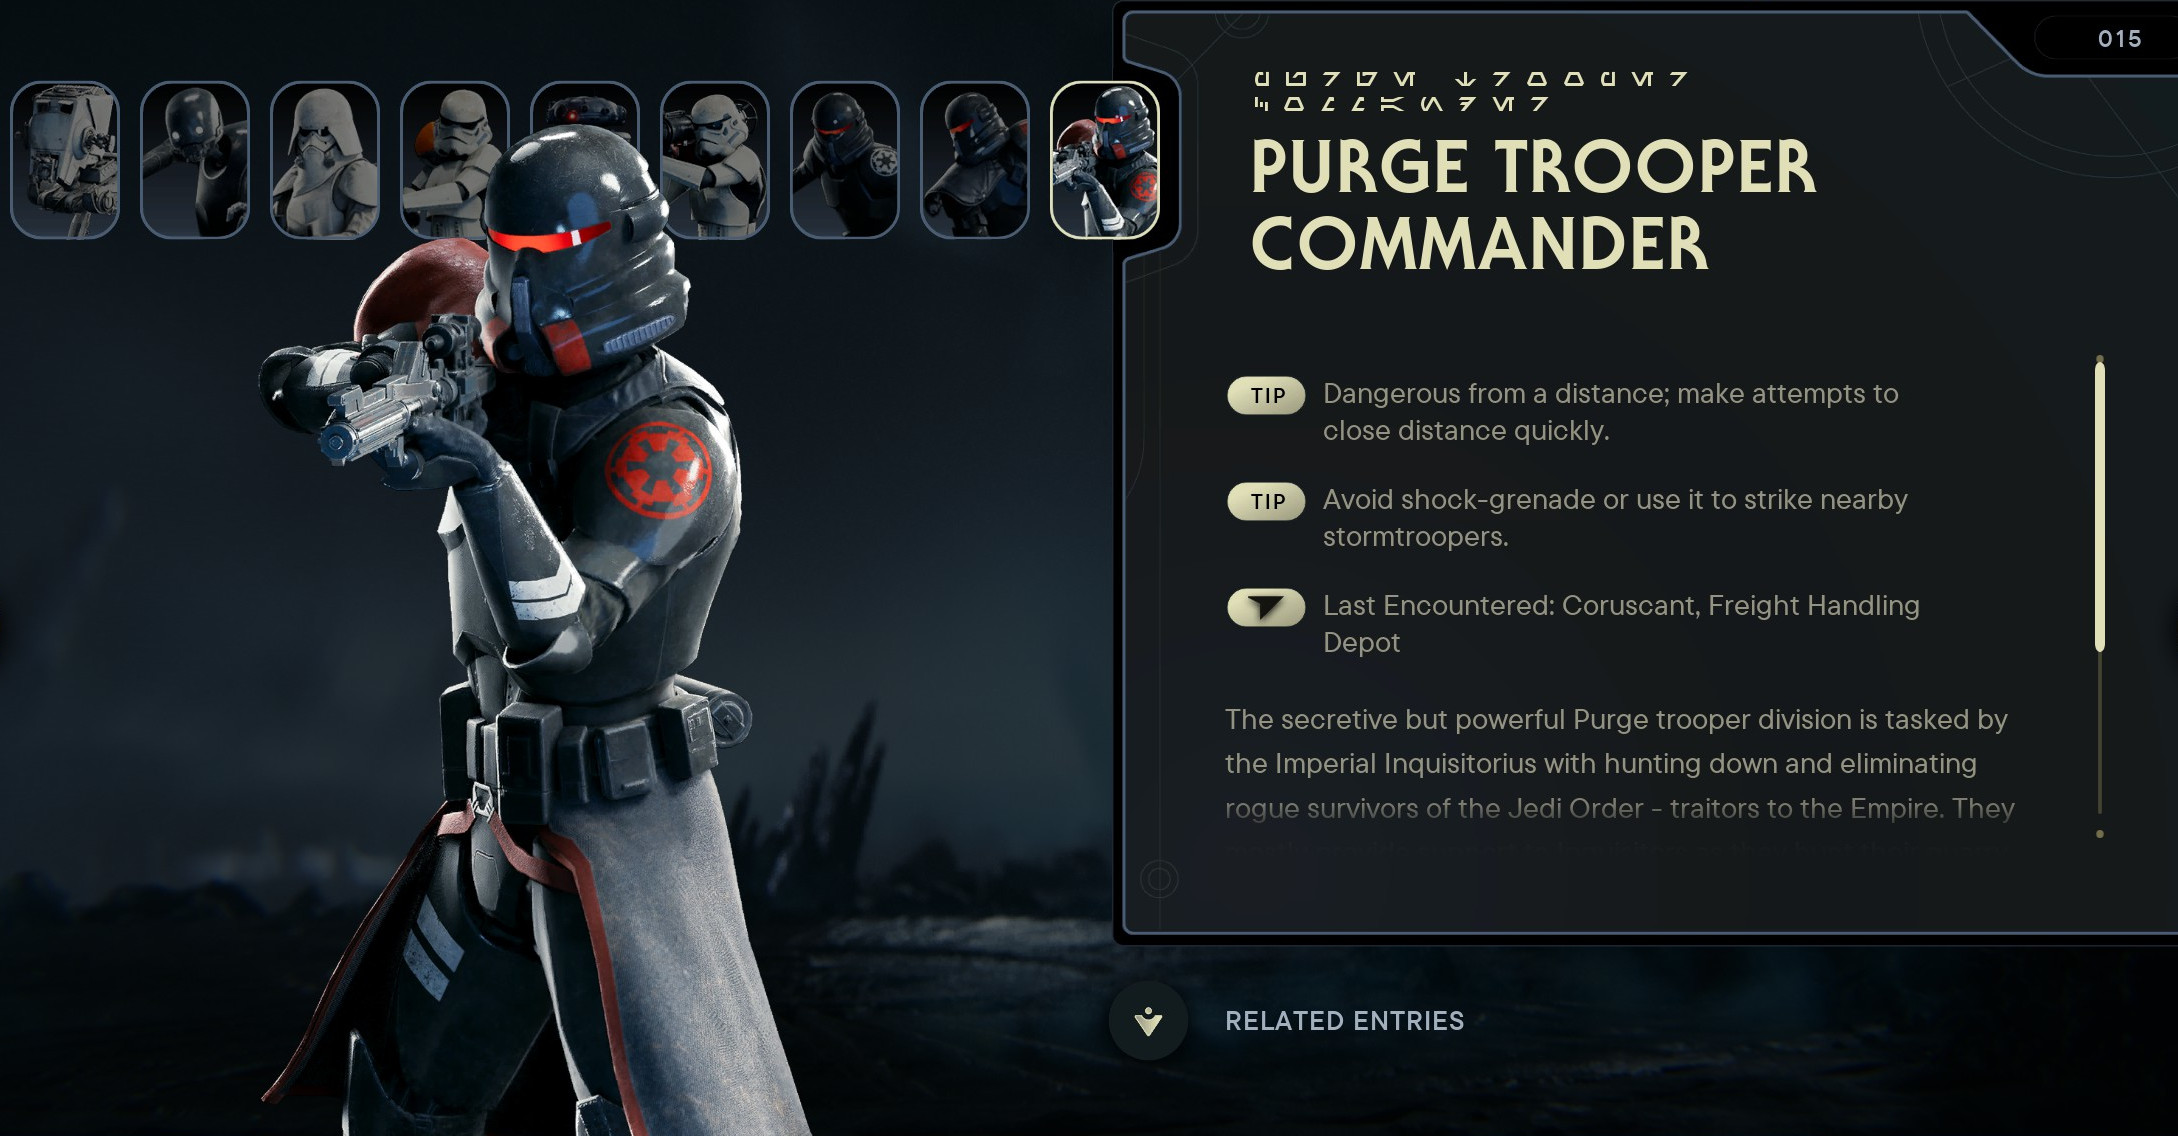 015
PURGE TROOPER
COMMANDER
TIP
Dangerous from a distance; make attempts to
close distance quickly.
TIP
Avoid shock-grenade or use it to strike nearby
stormtroopers.
Last Encountered: Coruscant, Freight Handling
Depot
The secretive but powerful Purge trooper division is tasked by
the Imperial Inquisitorius with hunting down and eliminating
rogue survivors of the Jedi Order - traitors to the Empire. They
RELATED ENTRIES